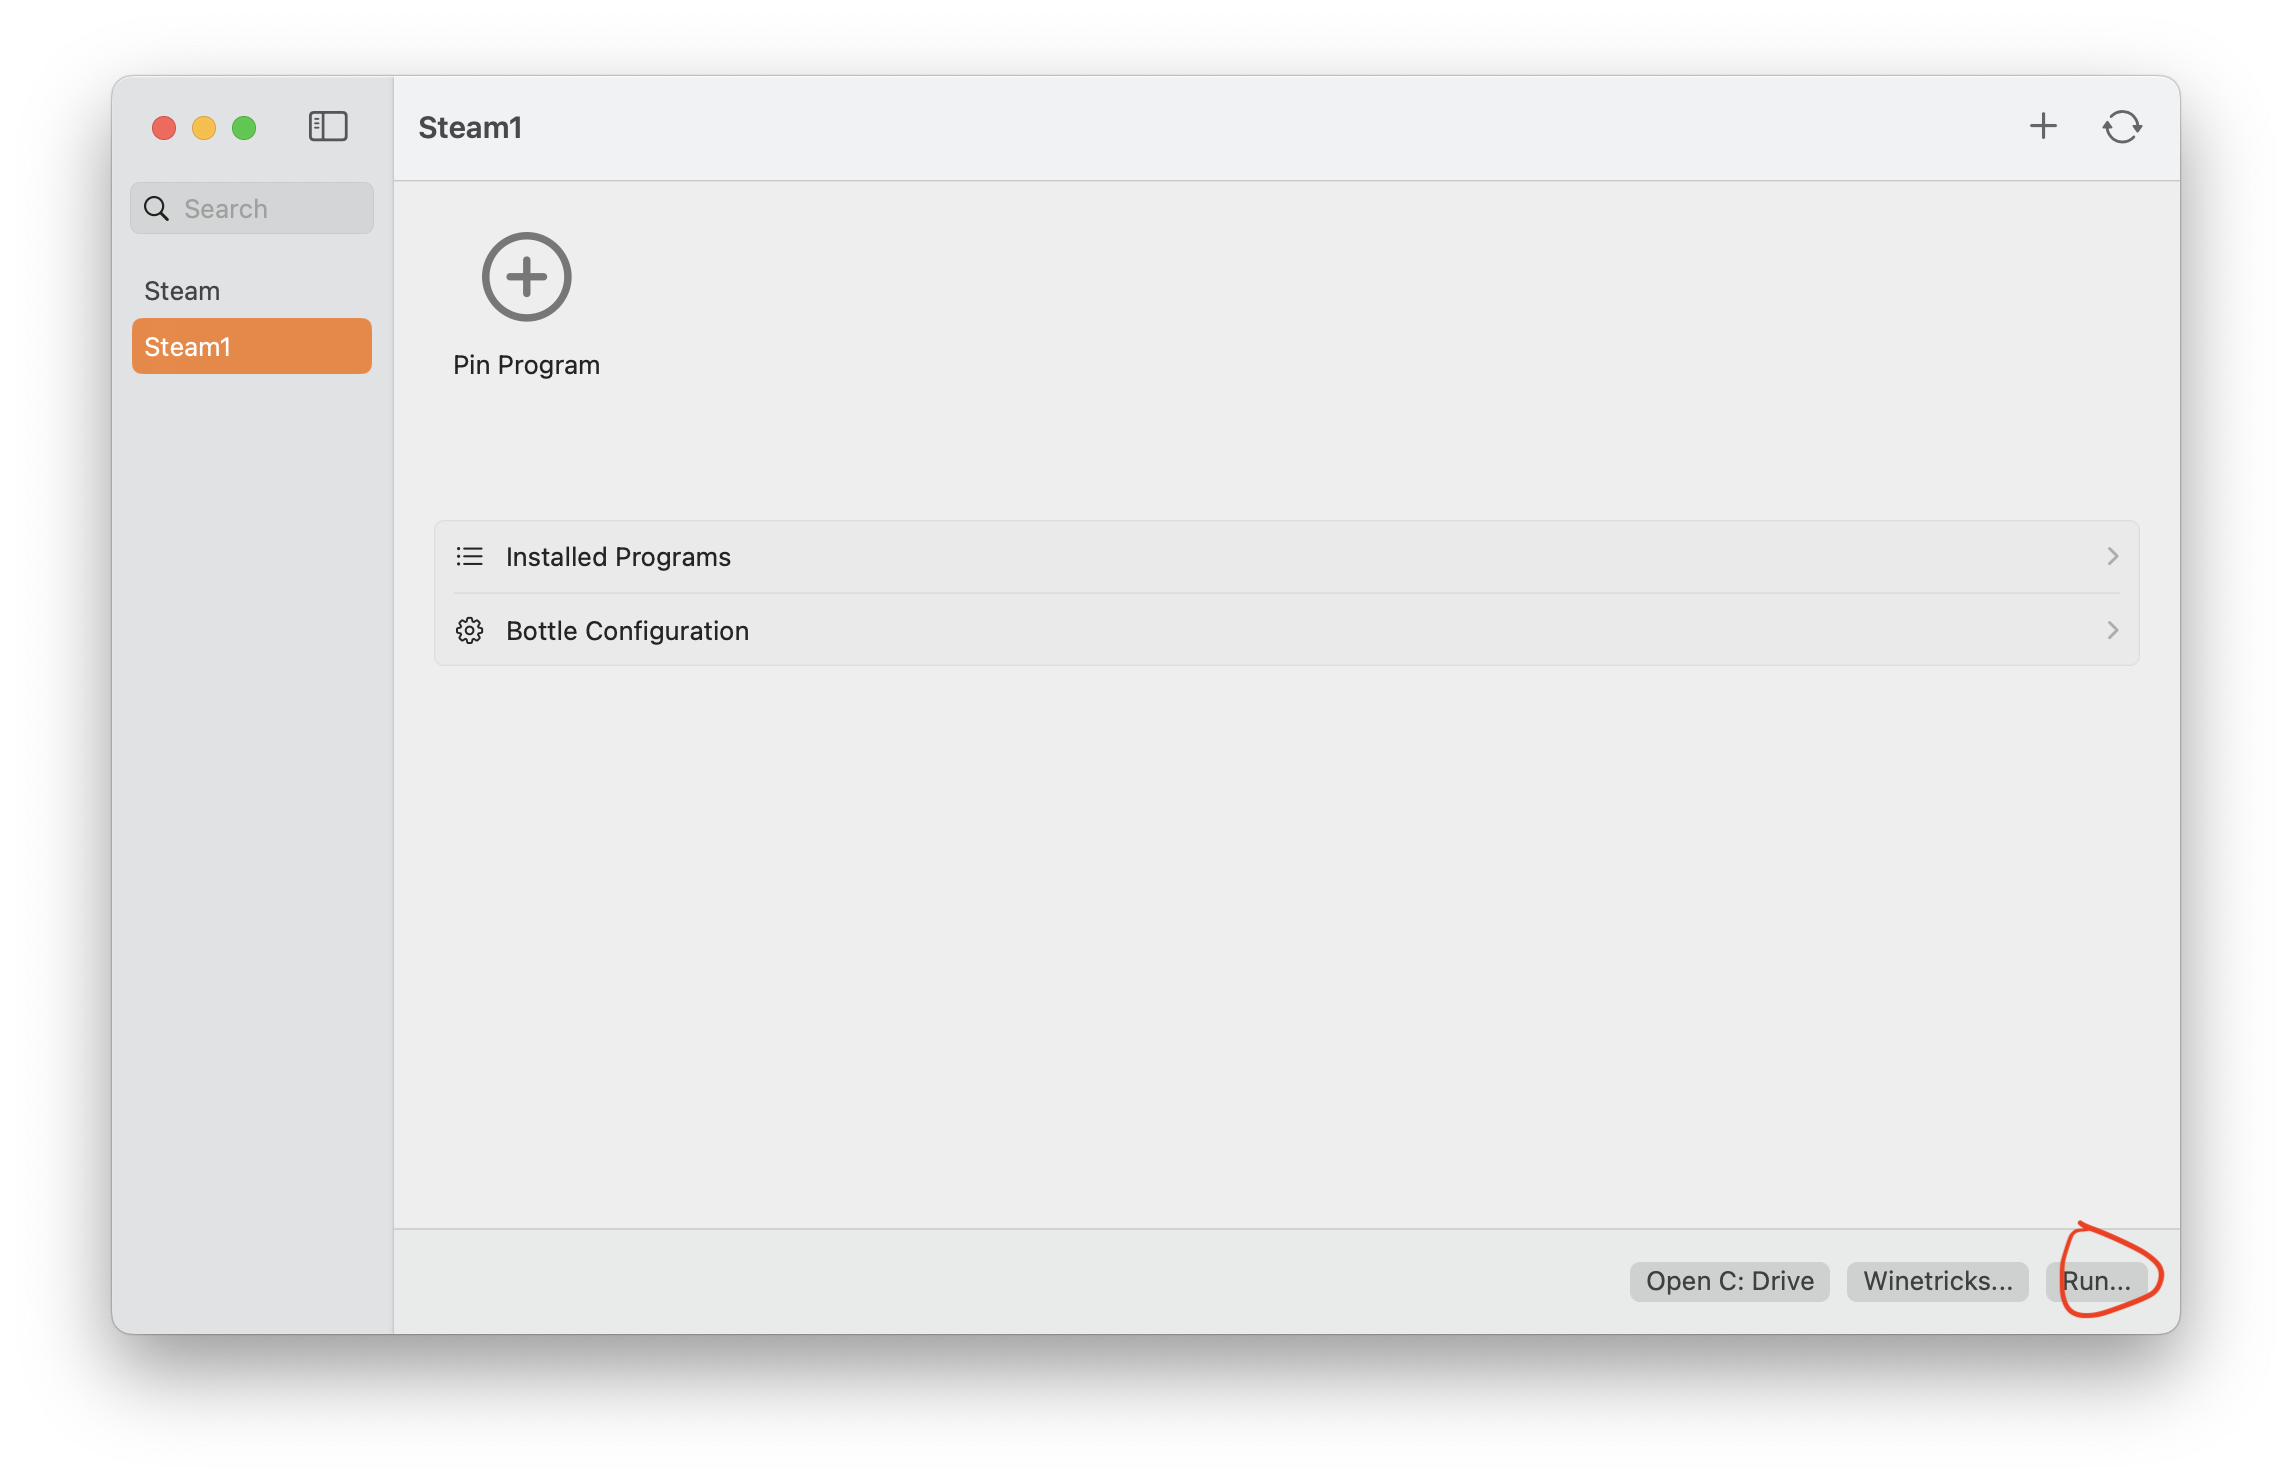 Steam1
Search
Steam
Steam1
Pin Program
Installed Programs
Bottle Configuration
Open C: Drive
Winetricks...
Run...